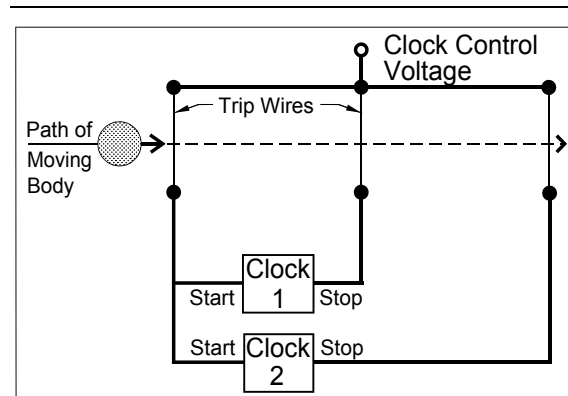 Clock Control
Voltage
Trip Wires
Path of
Moving
Body
Clock
1
Start
Stop
Start
Clock
2
Stop